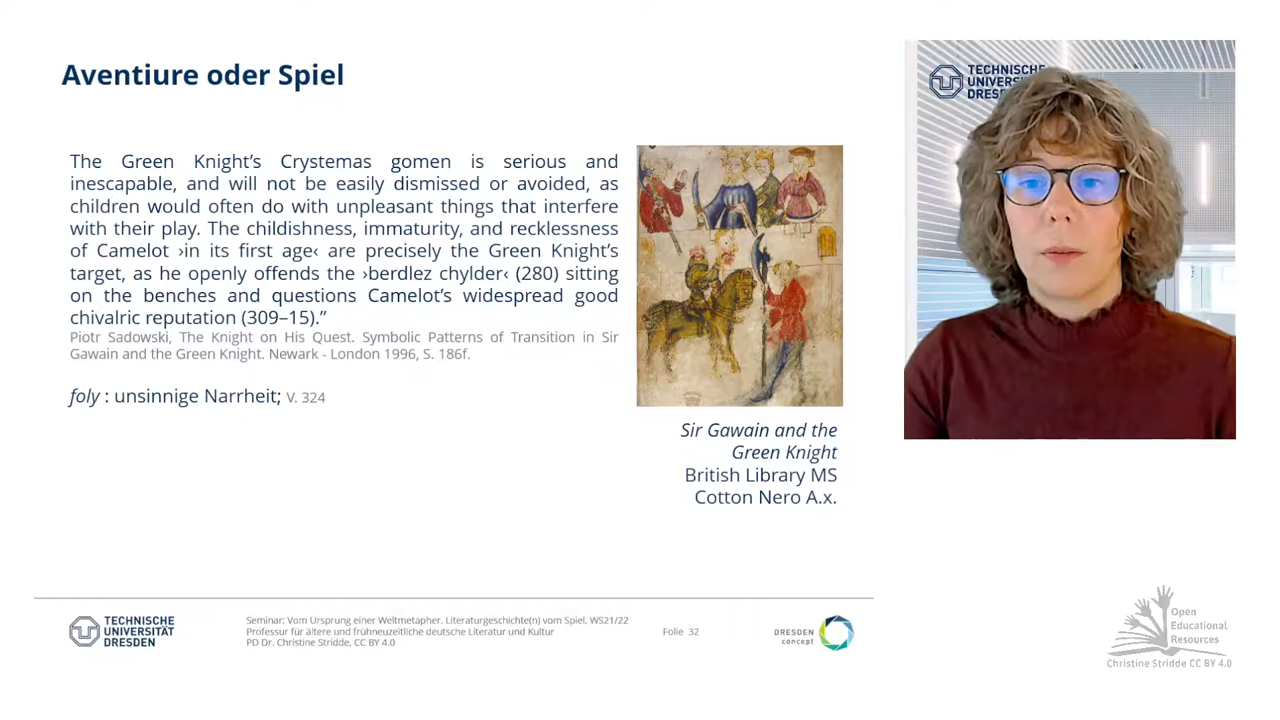 Aventiure oder Spiel
The Green Knight’s Crystemas gomen is serious and
inescapable, and will not be easily dismissed or avoided, as
children would often do with unpleasant things that interfere
with their play. The childishness, immaturity, and recklessness
of Camelot ›in its first age‹ are precisely the Green Knight’s
target, as he openly offends the ›berdlez chylder‹ (280) sitting
on the benches and questions Camelot’s widespread good
chivalric reputation (309–15).”
Piotr Sadowski, The Knight on His Quest. Symbolic Patterns of Transition in Sir
Gawain and the Green Knight. Newark - London 1996, S. 186f.
foly : unsinnige Narrheit; V. 324
Sir Gawain and the
Green Knight
British Library MS
Cotton Nero A.x.
TECHNISCHE
UNIVERSITÄT
DRESDEN
Seminar: Vom Ursprung einer Weltmetapher. Literaturgeschichte(n) vom Spiel. WS21/22
Professur für ältere und frühneuzeitliche deutsche Literatur und Kultur
PD Dr. Christine Stridde, CC BY 4.0
Folie 32
DRESDEN
concept
TECHNISCHE
UNIVERSI
DRESDE
Open
Educational
Resources
Christine Stridde CC BY 4.0